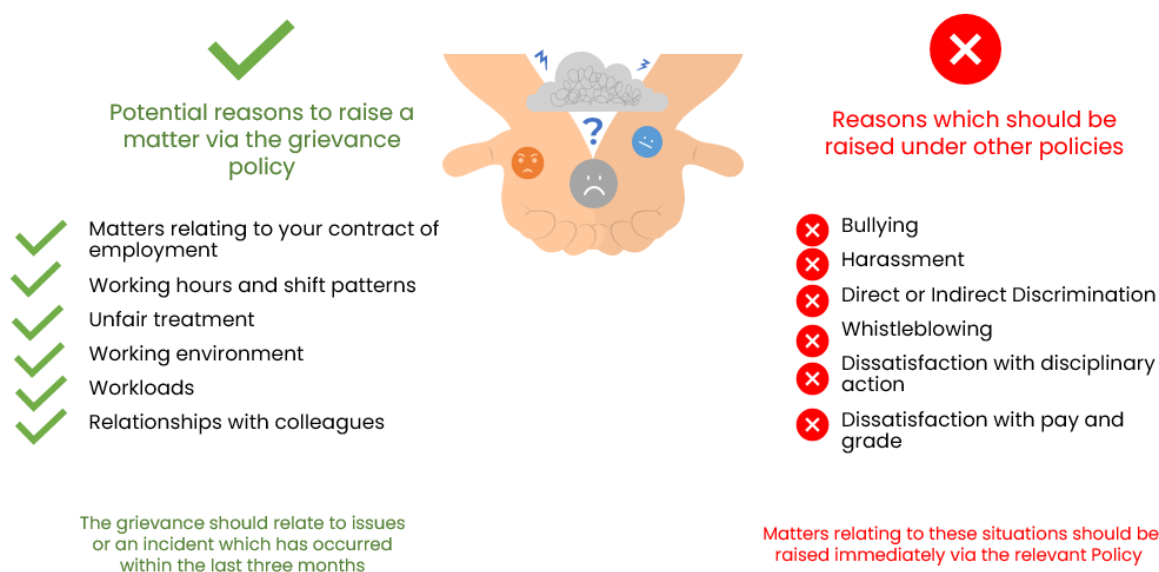 Potential reasons to raise a
matter via the grievance
policy
Matters relating to your contract of
employment
Working hours and shift patterns
Unfair treatment
Working environment
Workloads
Relationships with colleagues
The grievance should relate to issues
or an incident which has occurred
within the last three months
?
Reasons which should be
raised under other policies
Bullying
Harassment
Direct or Indirect Discrimination
Whistleblowing
Dissatisfaction with disciplinary
action
Dissatisfaction with pay and
grade
Matters relating to these situations should be
raised immediately via the relevant Policy